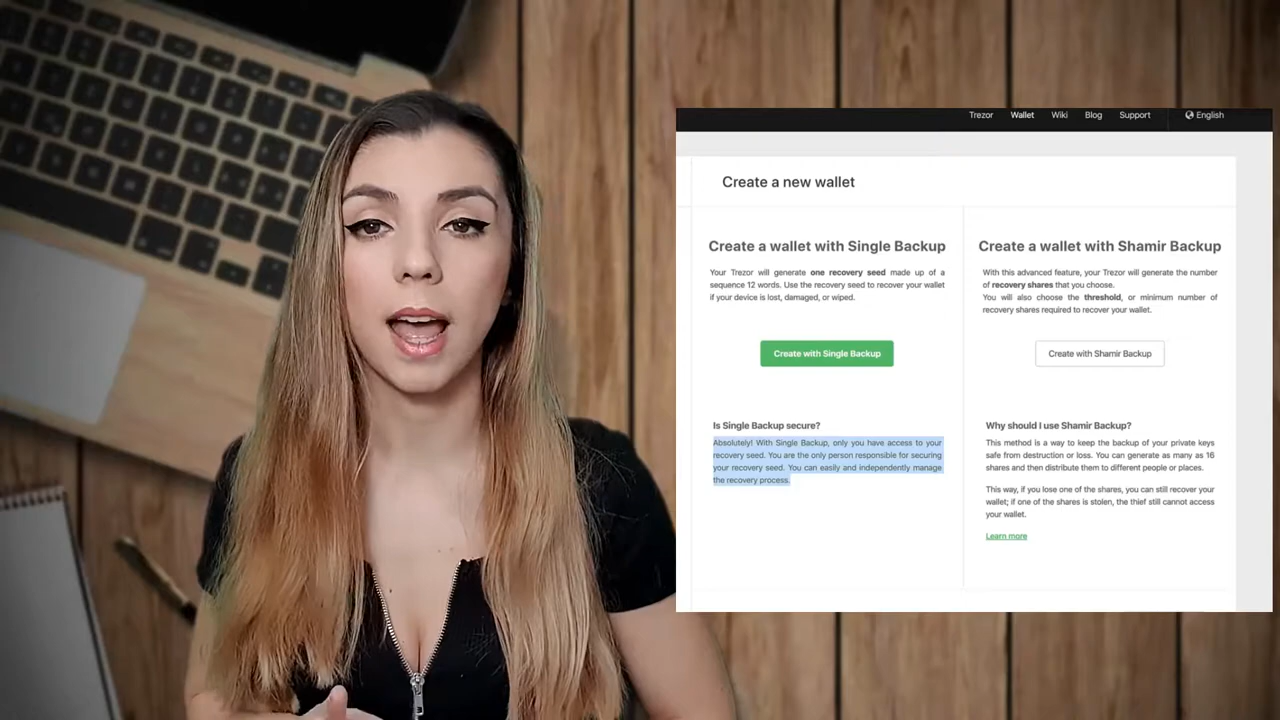 Trezor Wallet Wiki Blog Support English
Create a new wallet
Create a wallet with Single Backup
Your Trezor will generate one recovery seed made up of a
sequence 12 words. Use the recovery seed to recover your wallet
if your device is lost, damaged, or wiped.
Create with Single Backup
Is Single Backup secure?
Absolutely! With Single Backup, only you have access to your
recovery seed. You are the only person responsible for securing
your recovery seed. You can easily and independently manage
the recovery process.
Create a wallet with Shamir Backup
With this advanced feature, your Trezor will generate the number
of recovery shares that you choose.
You will also choose the threshold, or minimum number of
recovery shares required to recover your wallet.
Create with Shamir Backup
Why should I use Shamir Backup?
This method is a way to keep the backup of your private keys
safe from destruction or loss. You can generate as many as 16
shares and then distribute them to different people or places.
This way, if you lose one of the shares, you can still recover your
wallet; if one of the shares is stolen, the thief still cannot access
your wallet.
Learn more